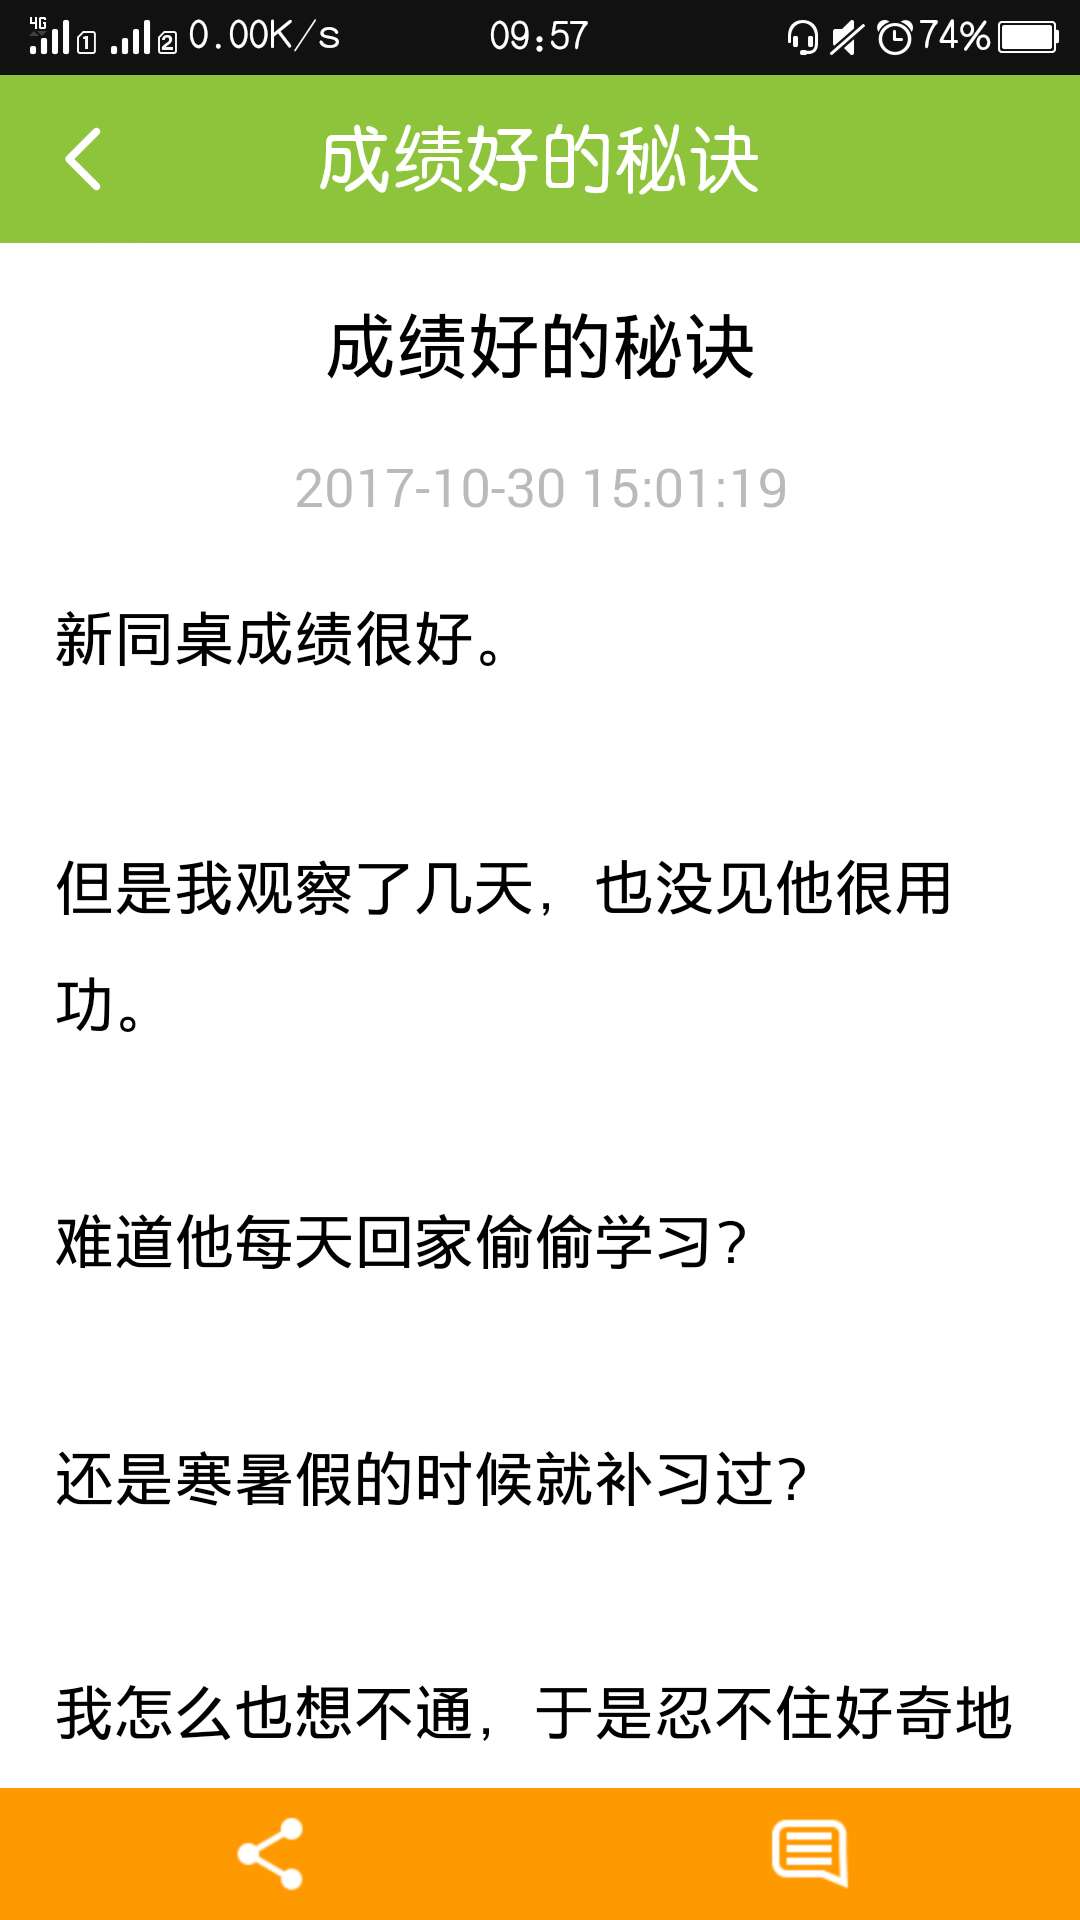 4G 1 2 0.00K/s 09:57 74%
成绩好的秘诀
成绩好的秘诀
2017-10-30 15:01:19
新同桌成绩很好。
但是我观察了几天，也没见他很用
功。
难道他每天回家偷偷学习？
还是寒暑假的时候就补习过？
我怎么也想不通，于是忍不住好奇地